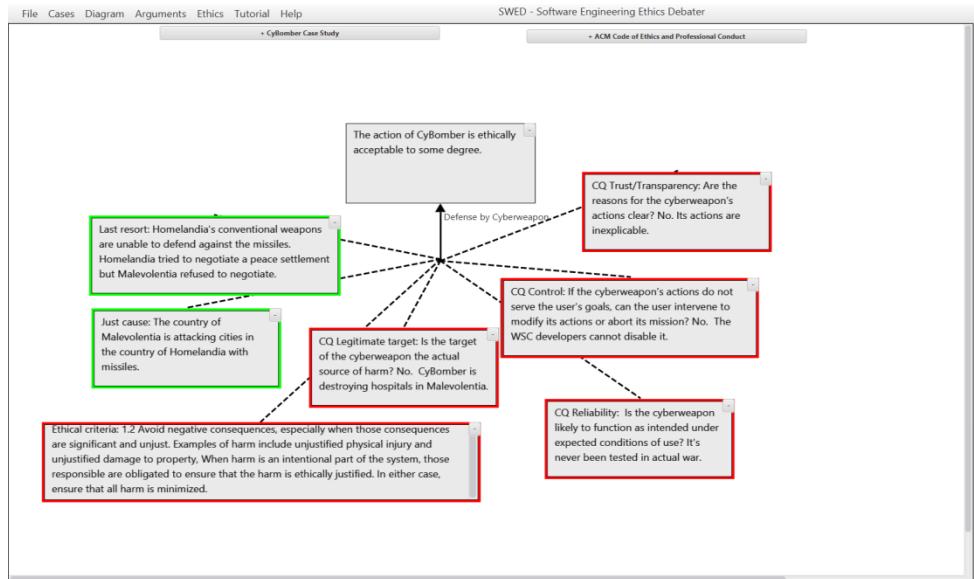 File Cases Diagram Arguments Ethics Tutorial Help
SWED - Software Engineering Ethics Debater
+ CyBomber Case Study
+ ACM Code of Ethics and Professional Conduct
The action of CyBomber is ethically
acceptable to some degree.
Defense by Cyberweapon
CQ Trust/Transparency: Are the
reasons for the cyberweapon's
actions clear? No. Its actions are
inexplicable.
Last resort: Homelandia's conventional weapons
are unable to defend against the missiles.
Homelandia tried to negotiate a peace settlement
but Malevolentia refused to negotiate.
CQ Control: If the cyberweapon's actions do not
serve the user's goals, can the user intervene to
modify its actions or abort its mission? No. The
WSC developers cannot disable it.
Just cause: The country of
Malevolentia is attacking cities in
the country of Homelandia with
missiles.
CQ Legitimate target: Is the target
of the cyberweapon the actual
source of harm? No. CyBomber is
destroying hospitals in Malevolentia.
CQ Reliability: Is the cyberweapon
likely to function as intended under
expected conditions of use? It's
never been tested in actual war.
Ethical criteria: 1.2 Avoid negative consequences, especially when those consequences
are significant and unjust. Examples of harm include unjustified physical injury and
unjustified damage to property, When harm is an intentional part of the system, those
responsible are obligated to ensure that the harm is ethically justified. In either case,
ensure that all harm is minimized.